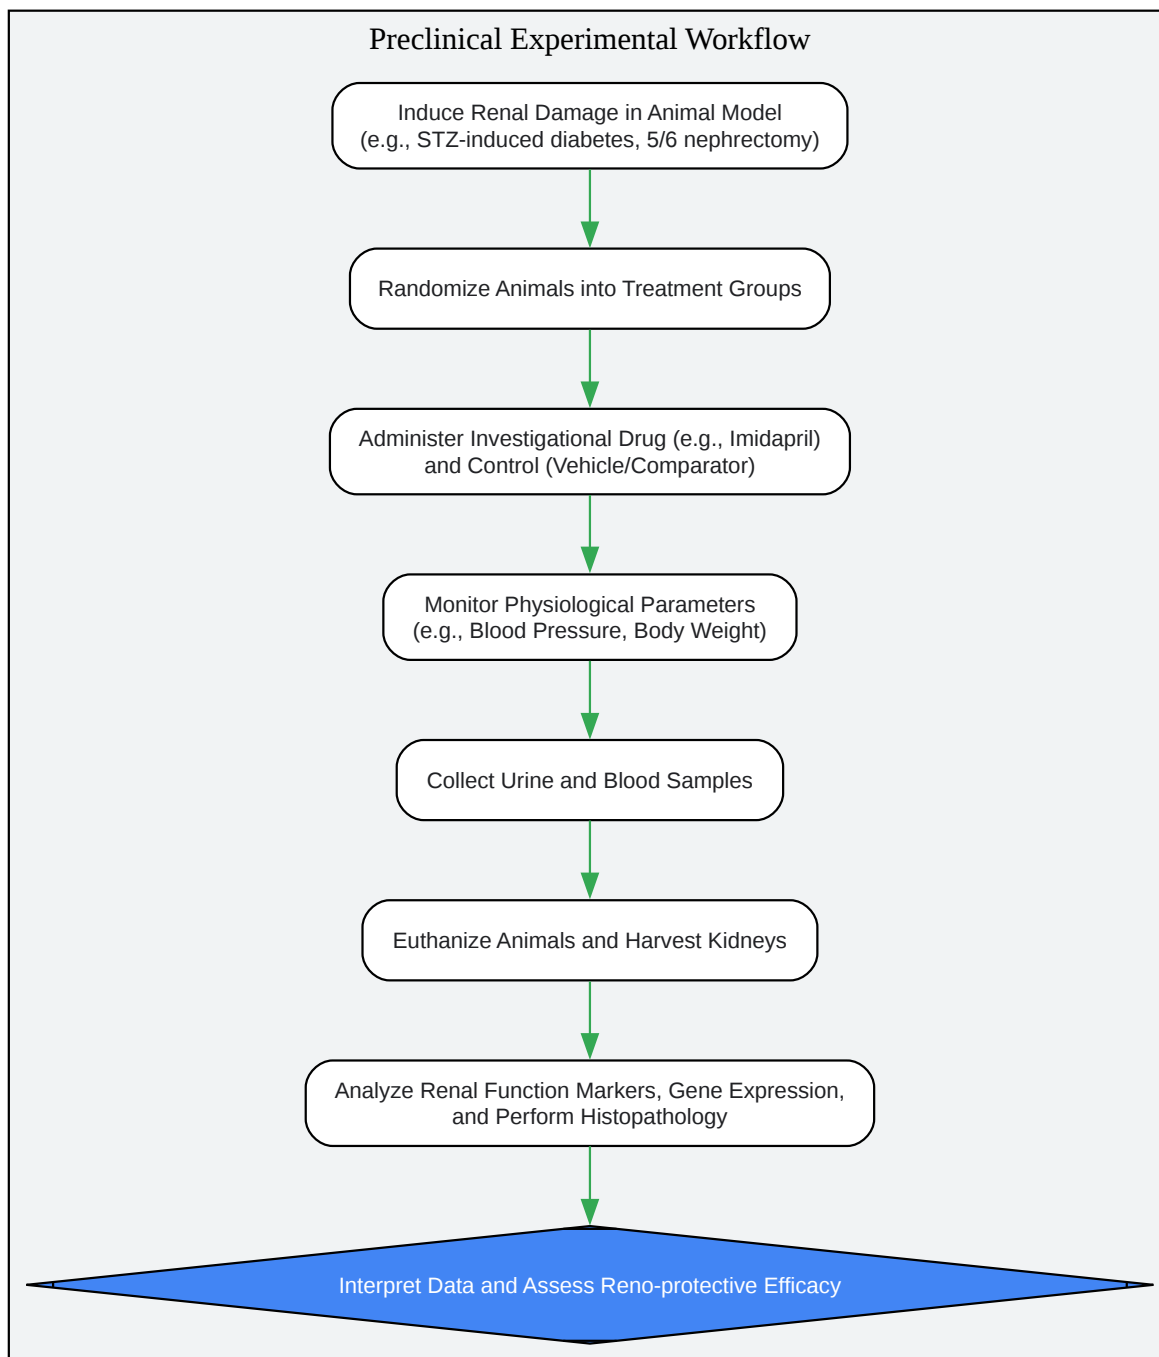 Preclinical Experimental Workflow
Induce Renal Damage in Animal Model
(e.g., STZ-induced diabetes, 5/6 nephrectomy)
Randomize Animals into Treatment Groups
Administer Investigational Drug (e.g., Imidapril)
and Control (Vehicle/Comparator)
Monitor Physiological Parameters
(e.g., Blood Pressure, Body Weight)
Collect Urine and Blood Samples
Euthanize Animals and Harvest Kidneys
Analyze Renal Function Markers, Gene Expression,
and Perform Histopathology
Interpret Data and Assess Reno-protective Efficacy